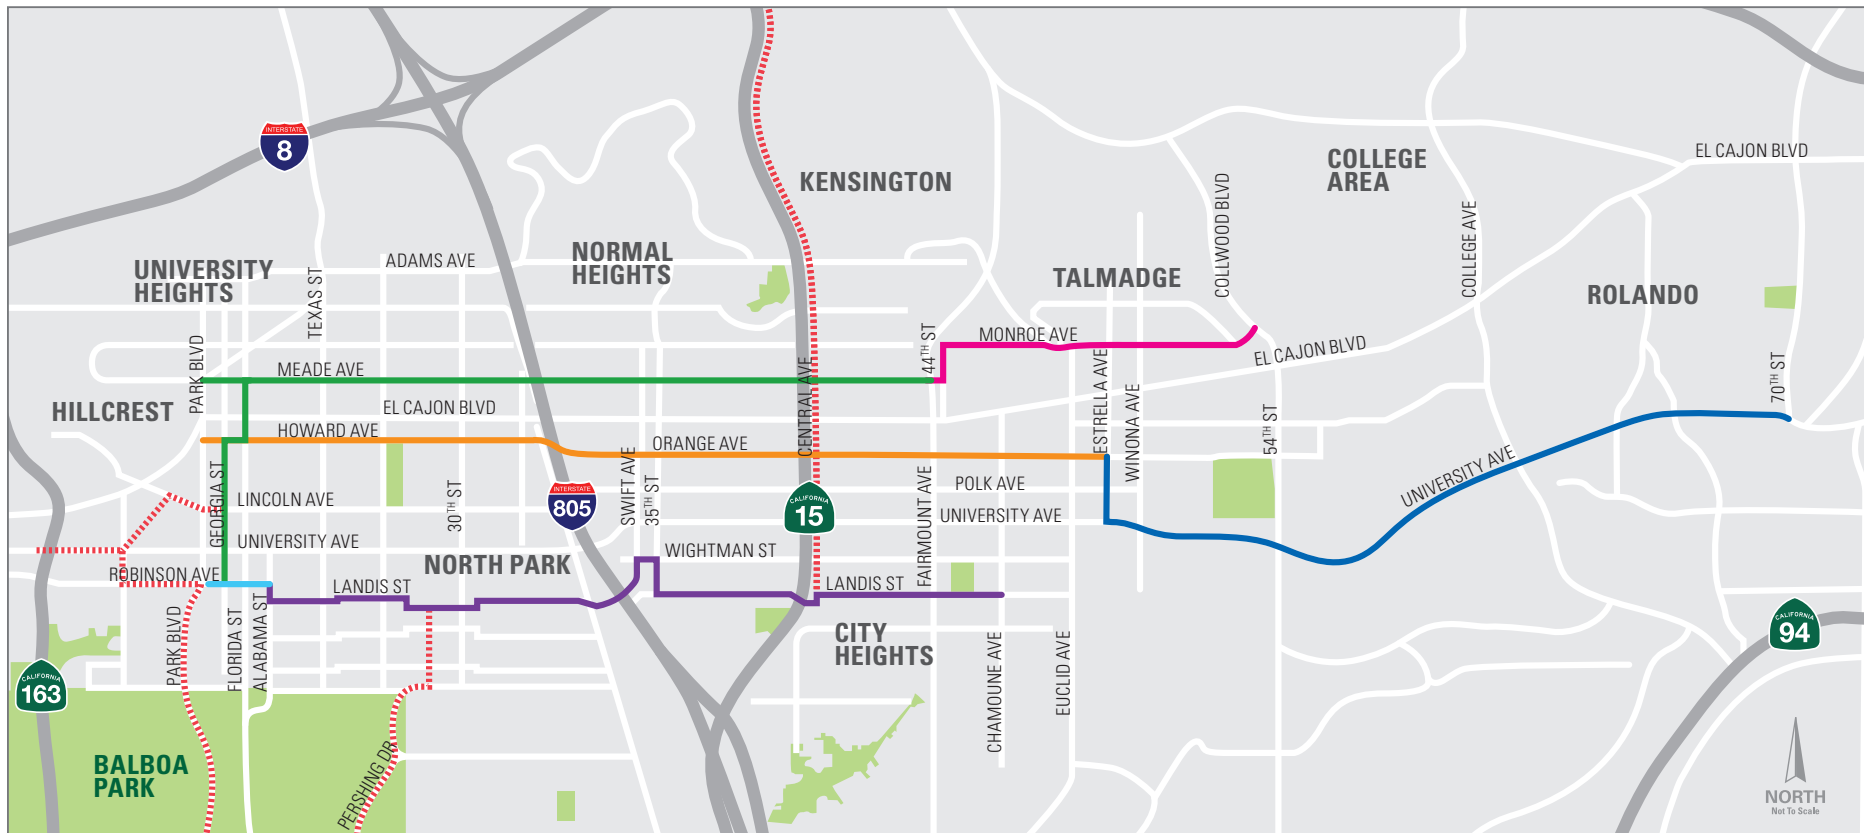 INTERSTATE
8
KENSINGTON
COLLEGE
AREA
EL CAJON BLVD
COLLWOOD BLVD
COLLEGE AVE
UNIVERSITY
HEIGHTS
ADAMS AVE
NORMAL
HEIGHTS
TALMADGE
ROLANDO
TEXAS ST
PARK BLVD
MEADE AVE
44TH ST
MONROE AVE
EL CAJON BLVD
CENTRAL AVE
ESTRELLA AVE
WINONA AVE
54TH ST
70TH ST
HILLCREST
EL CAJON BLVD
HOWARD AVE
ORANGE AVE
GEORGIA ST
LINCOLN AVE
30TH ST
INTERSTATE
805
SWIFT AVE
35TH ST
CALIFORNIA
15
FAIRMOUNT AVE
POLK AVE
UNIVERSITY AVE
UNIVERSITY AVE
UNIVERSITY AVE
NORTH PARK
WIGHTMAN ST
ROBINSON AVE
LANDIS ST
LANDIS ST
PARK BLVD
FLORIDA ST
ALABAMA ST
CITY
HEIGHTS
CHAMOUNE AVE
EUCLID AVE
CALIFORNIA
94
CALIFORNIA
163
BALBOA
PARK
PERSHING DR
NORTH
Not To Scale